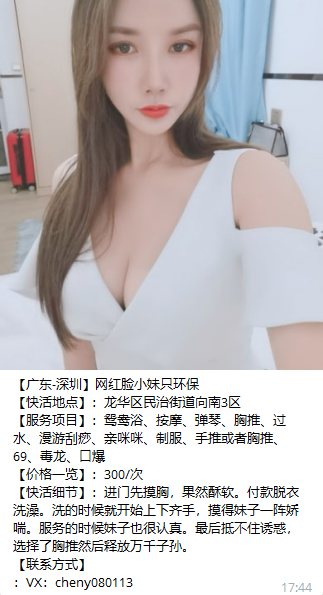 【广东-深圳】网红脸小妹只环保
【快活地点】：龙华区民治街道向南3区
【服务项目】：鸳鸯浴、按摩、弹琴、胸推、过
水、漫游刮痧、亲咪咪、制服、手推或者胸推、
69、毒龙、口爆
【价格一览】：300/次
【快活细节】：进门先摸胸，果然酥软。付款脱衣
洗澡。洗的时候就开始上下齐手，摸得妹子一阵娇
喘。服务的时候妹子也很认真。最后抵不住诱惑，
选择了胸推然后释放万千子孙。
【联系方式】
：VX：cheny080113
17:44